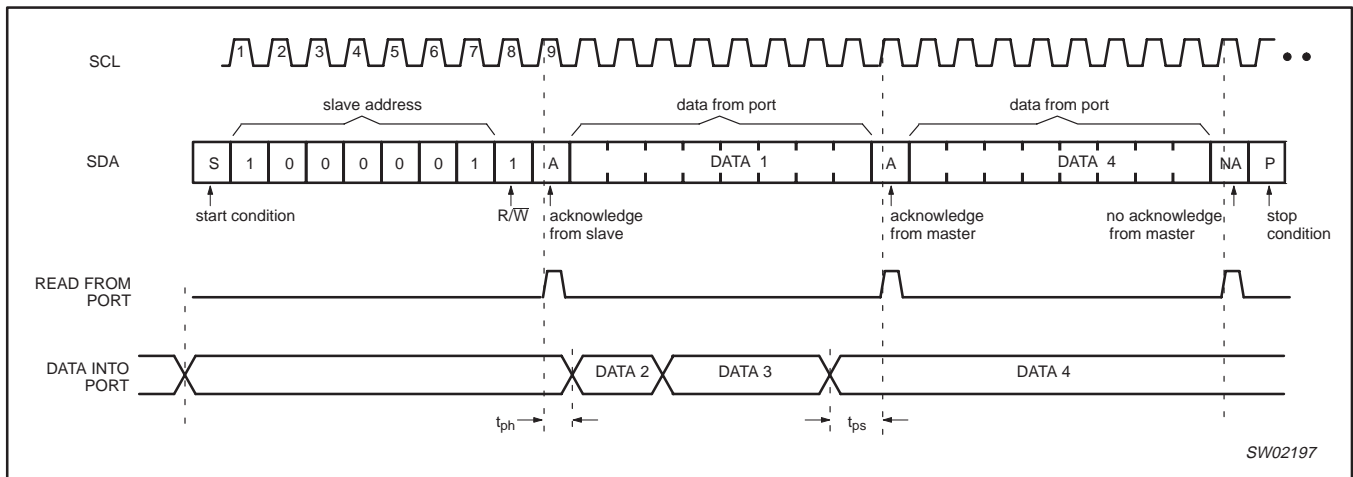 SCL 1 2 3 4 5 6 7 8 9
slave address data from port data from port
SDA S 1 0 0 0 0 0 1 1 A DATA 1 A DATA 4 NA P
start condition R/W̅ acknowledge from slave acknowledge from master no acknowledge from master stop condition
READ FROM PORT
DATA INTO PORT DATA 2 DATA 3 DATA 4
tph tps
SW02197